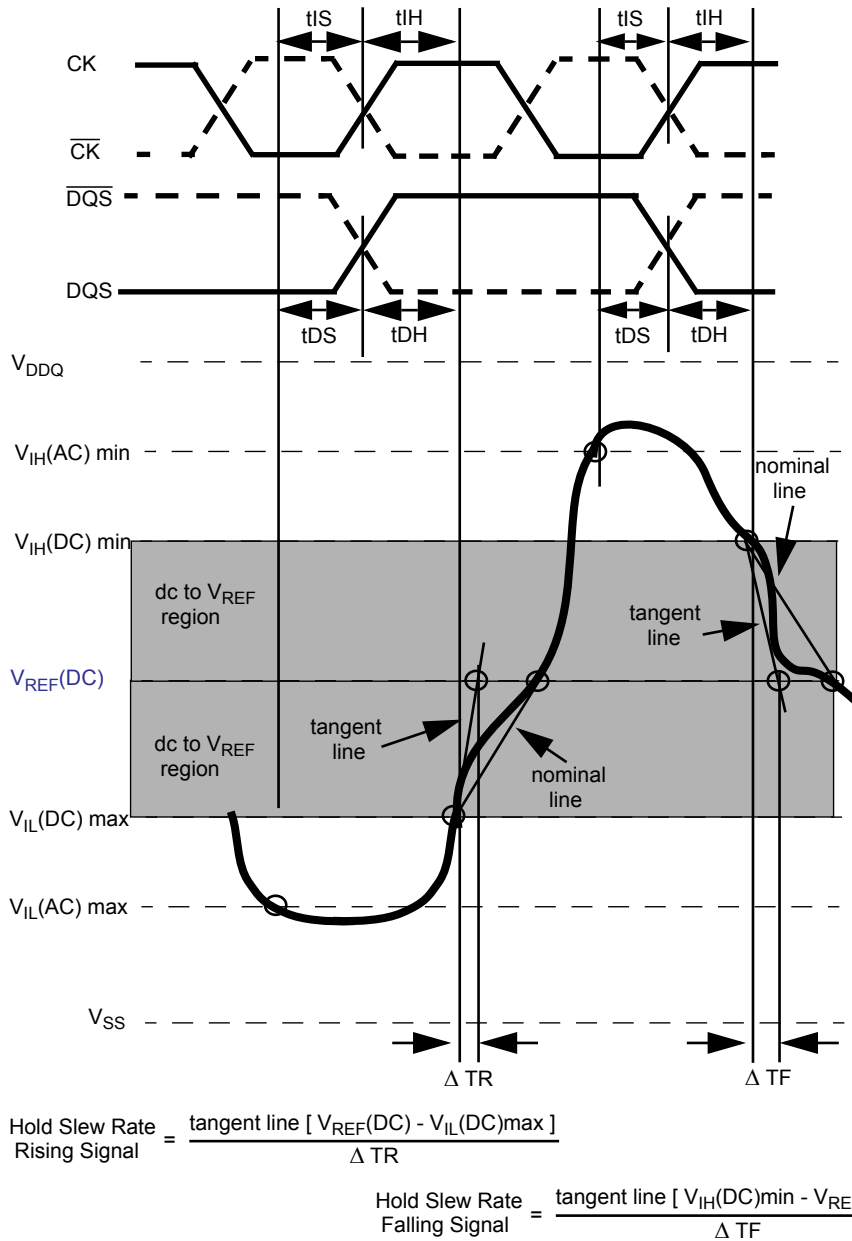 tIS tIH tIS tIH
CK
CK
DQS
DQS
tDS tDH tDS tDH
VDDQ
VIH(AC) min
nominal
line
VIH(DC) min
dc to VREF
region
tangent
line
VREF(DC)
tangent
line
dc to VREF
region
nominal
line
VIL(DC) max
VIL(AC) max
VSS
Δ TR Δ TF
Hold Slew Rate
Rising Signal = tangent line [ VREF(DC) - VIL(DC)max ]
Δ TR
Hold Slew Rate
Falling Signal = tangent line [ VIH(DC)min - VRE
Δ TF